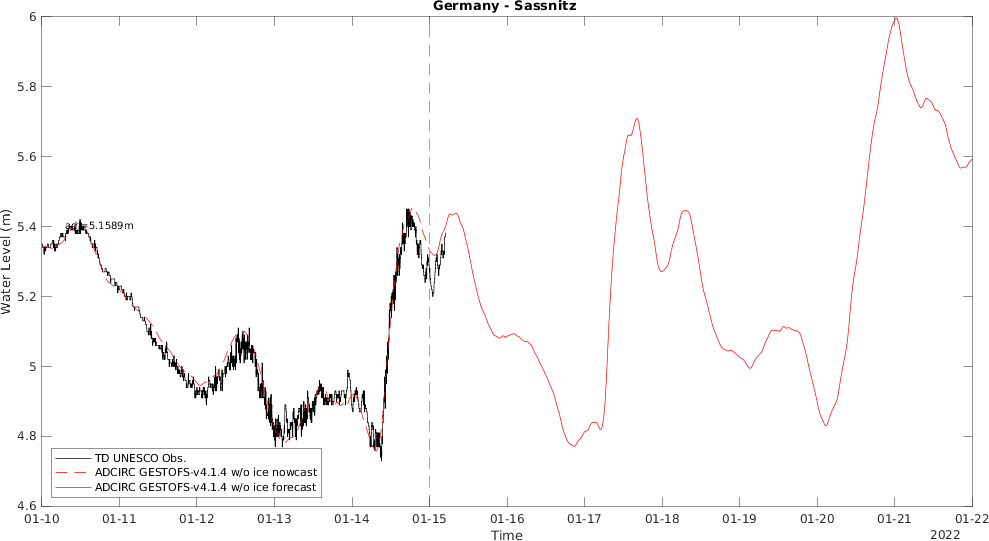 Germany - Sassnitz
Water Level (m)
6
5.8
5.6
5.4
5.2
5
4.8
4.6
=5.1589m
TD UNESCO Obs.
ADCIRC GESTOFS-v4.1.4 w/o ice nowcast
ADCIRC GESTOFS-v4.1.4 w/o ice forecast
01-10 01-11 01-12 01-13 01-14 01-15 01-16 01-17 01-18 01-19 01-20 01-21 01-22
Time
2022